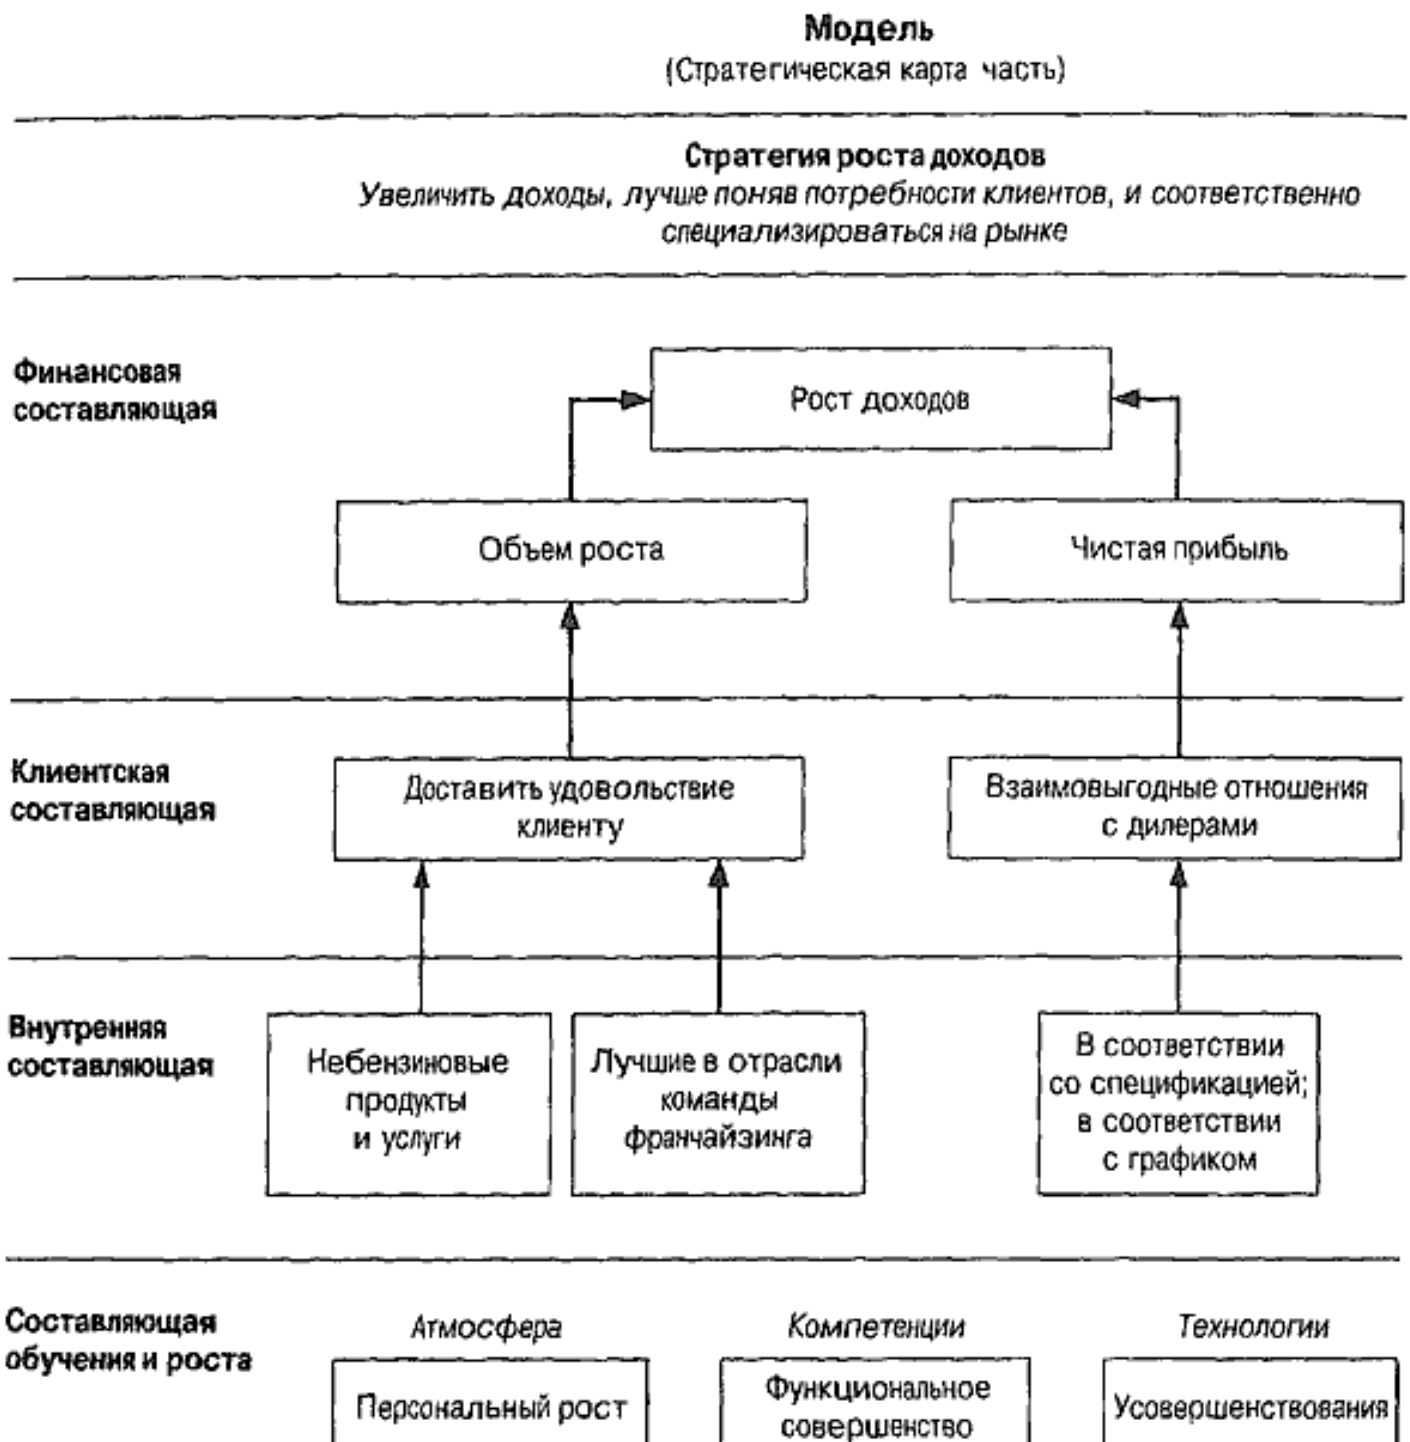 Модель
(Стратегическая карта часть)
Стратегия роста доходов
Увеличить доходы, лучше поняв потребности клиентов, и соответственно
специализироваться на рынке
Финансовая
составляющая
Рост доходов
Объем роста
Чистая прибыль
Клиентская
составляющая
Доставить удовольствие
клиенту
Взаимовыгодные отношения
с дилерами
Внутренняя
составляющая
Небензиновые
продукты
и услуги
Лучшие в отрасли
команды
франчайзинга
В соответствии
со спецификацией;
в соответствии
с графиком
Составляющая
обучения и роста
Атмосфера
Персональный рост
Компетенции
Функциональное
совершенство
Технологии
Усовершенствования